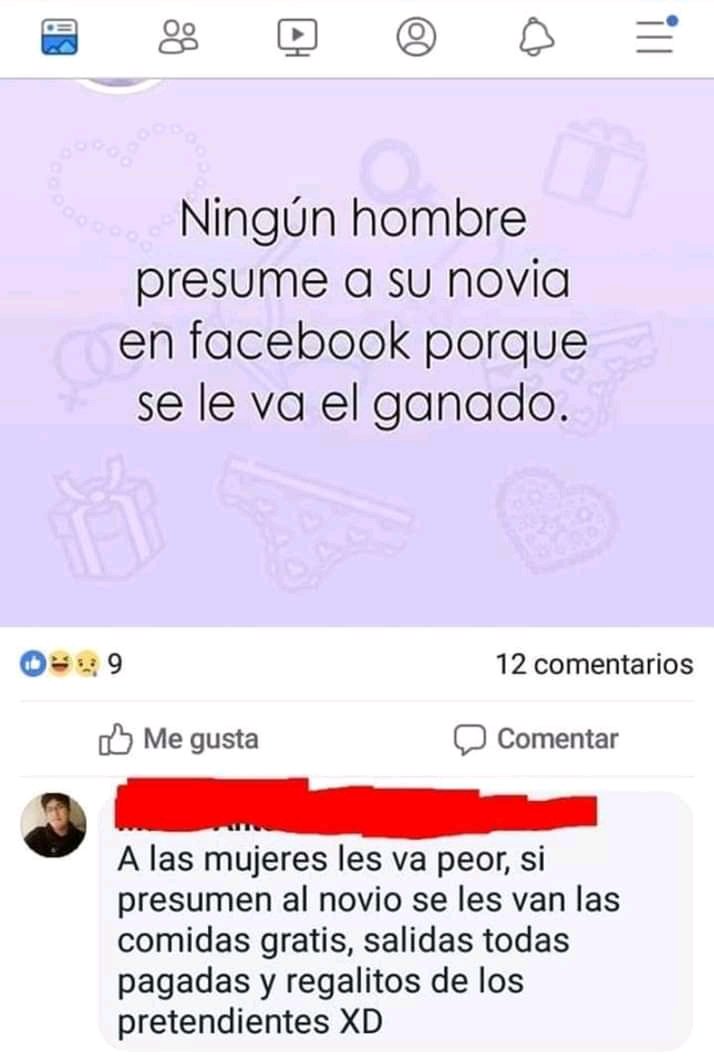 Ningún hombre
presume a su novia
en facebook porque
se le va el ganado.
9
12 comentarios
Me gusta
Comentar
A las mujeres les va peor, si
presumen al novio se les van las
comidas gratis, salidas todas
pagadas y regalitos de los
pretendientes XD